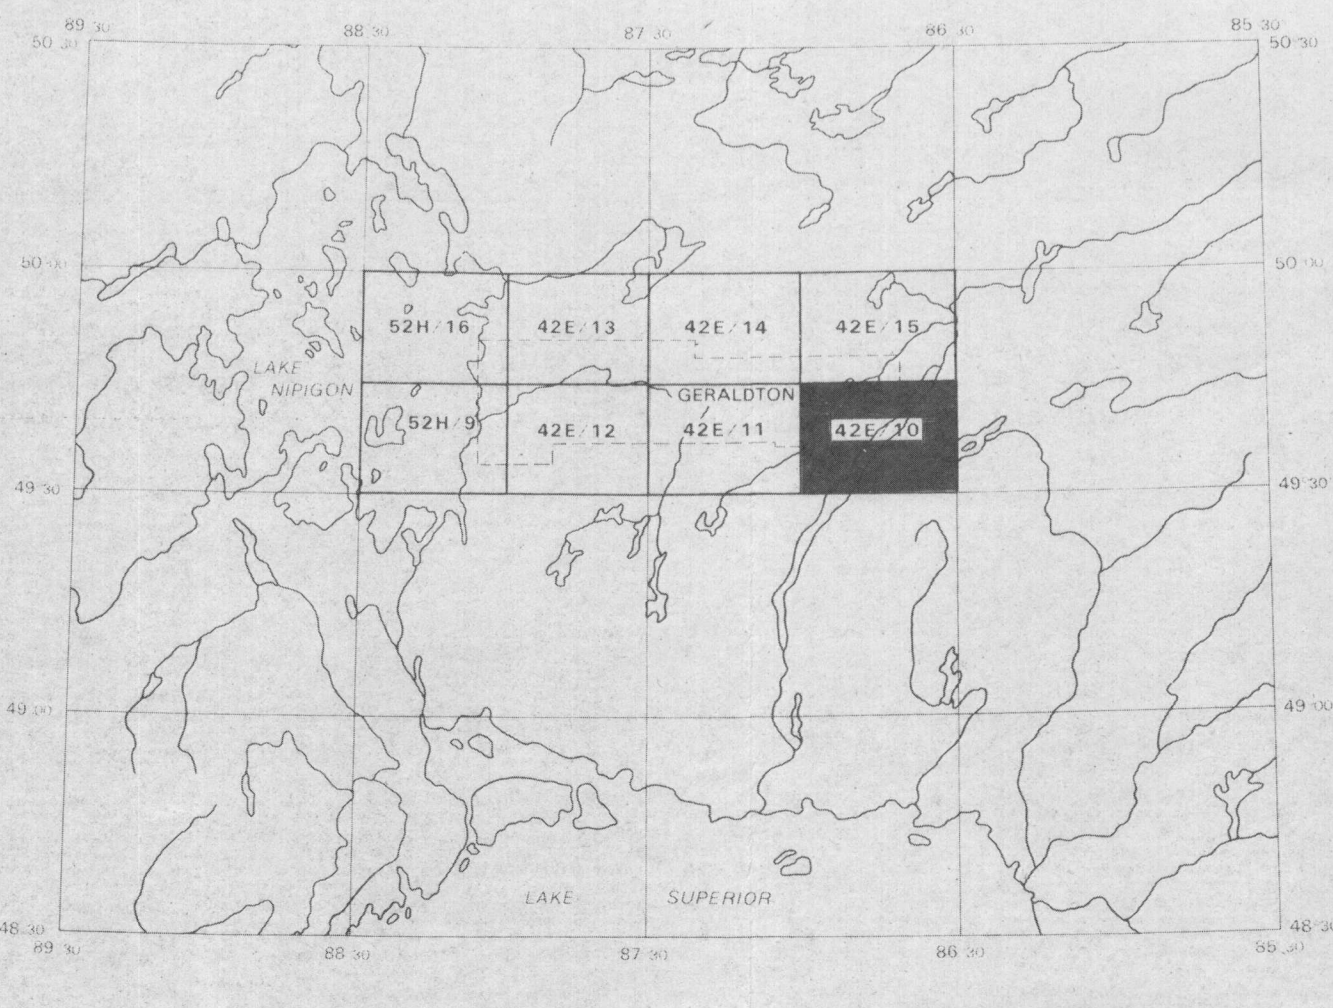 89 30 88 30 87 30 86 30 85 30
50 30 50 30
50 00 50 00
52H/16 42E/13 42E/14 42E/15
LAKE
NIPIGON
GERALDTON
52H/9 42E/12 42E/11 42E/10
49 30 49 30
49 00 49 00
LAKE SUPERIOR
48 30 48 30
89 30 88 30 87 30 86 30 85 30